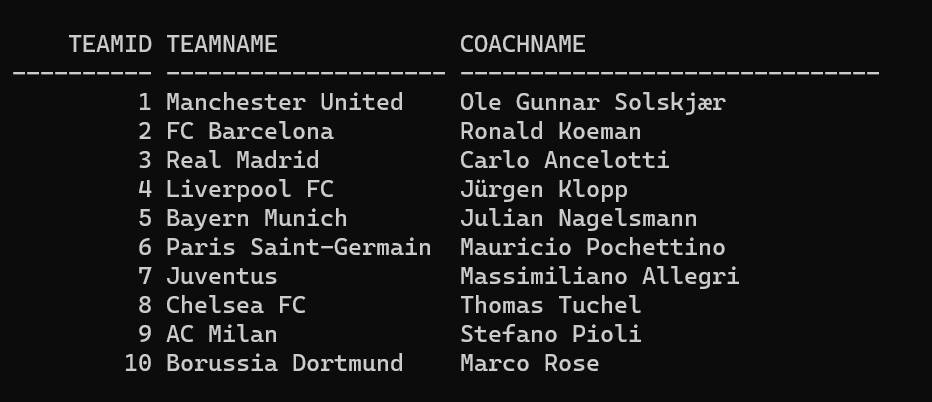 TEAMID TEAMNAME COACHNAME
---------- -------------------- ------------------------------
1 Manchester United Ole Gunnar Solskjær
2 FC Barcelona Ronald Koeman
3 Real Madrid Carlo Ancelotti
4 Liverpool FC Jürgen Klopp
5 Bayern Munich Julian Nagelsmann
6 Paris Saint-Germain Mauricio Pochettino
7 Juventus Massimiliano Allegri
8 Chelsea FC Thomas Tuchel
9 AC Milan Stefano Pioli
10 Borussia Dortmund Marco Rose